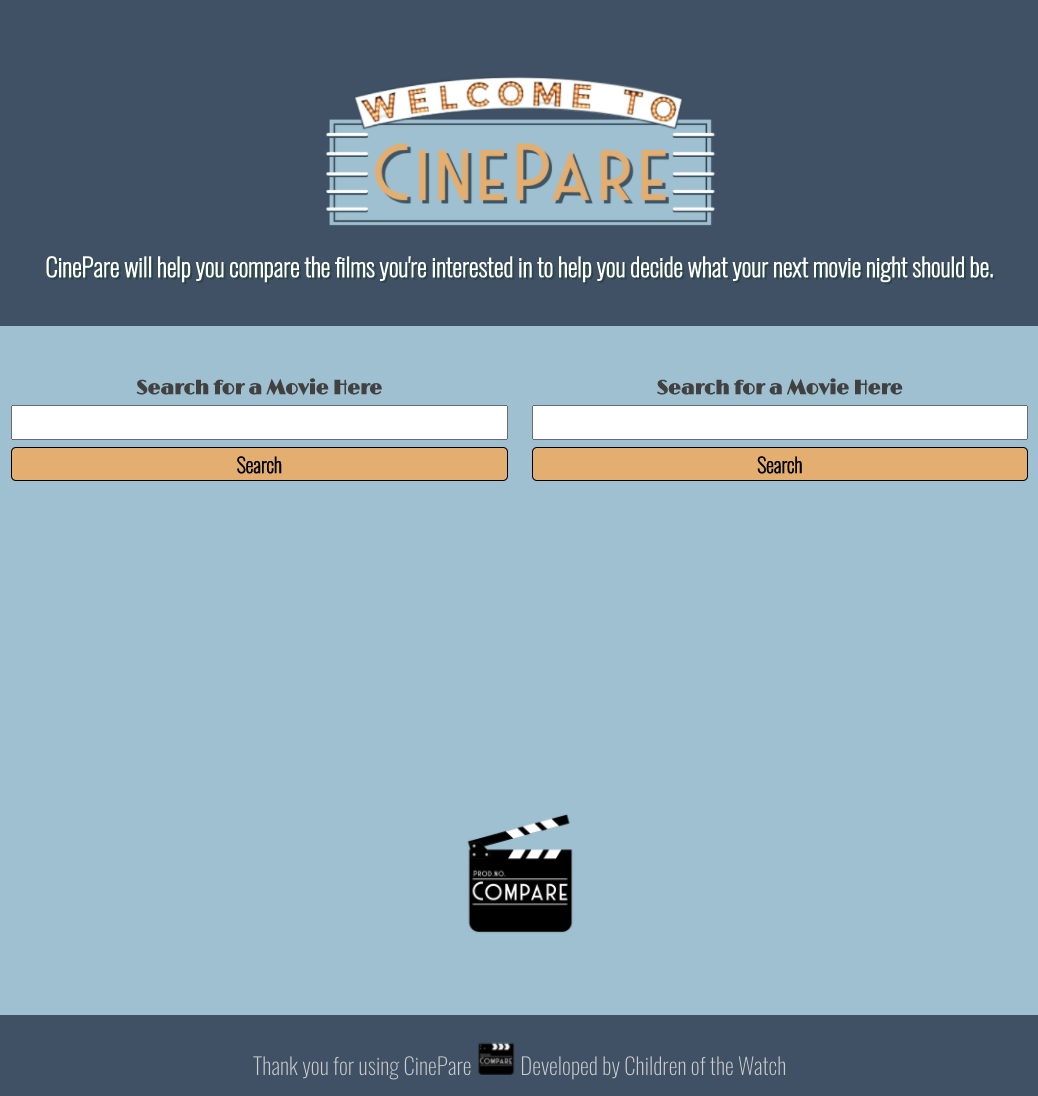 WELCOME TO
CINEPARE
CinePare will help you compare the films you're interested in to help you decide what your next movie night should be.
Search for a Movie Here
Search for a Movie Here
Search
Search
PROD.NO.
COMPARE
Thank you for using CinePare COMPARE Developed by Children of the Watch